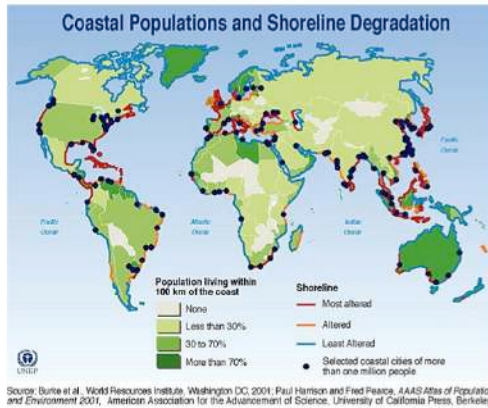 Coastal Populations and Shoreline Degradation
Pacific
Ocean
Pacific
Ocean
Atlantic
Ocean
Indian
Ocean
Population living within
100 km of the coast
None
Less than 30%
30 to 70%
More than 70%
Shoreline
Most altered
Altered
Least Altered
Selected coastal cities of more
than one million people
UNEP
Source: Burke et al., World Resources Institute, Washington DC, 2001; Paul Harrison and Fred Pearce, AAAS Atlas of Populatio
and Environment 2001, American Association for the Advancement of Science, University of California Press, Berkele